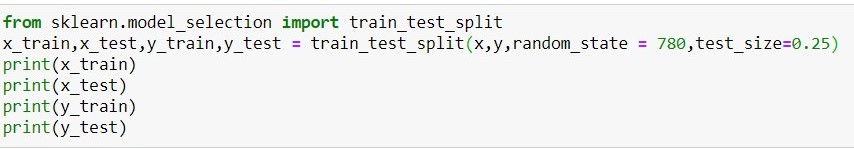 from sklearn.model_selection import train_test_split
x_train,x_test,y_train,y_test = train_test_split(x,y,random_state = 780,test_size=0.25)
print(x_train)
print(x_test)
print(y_train)
print(y_test)